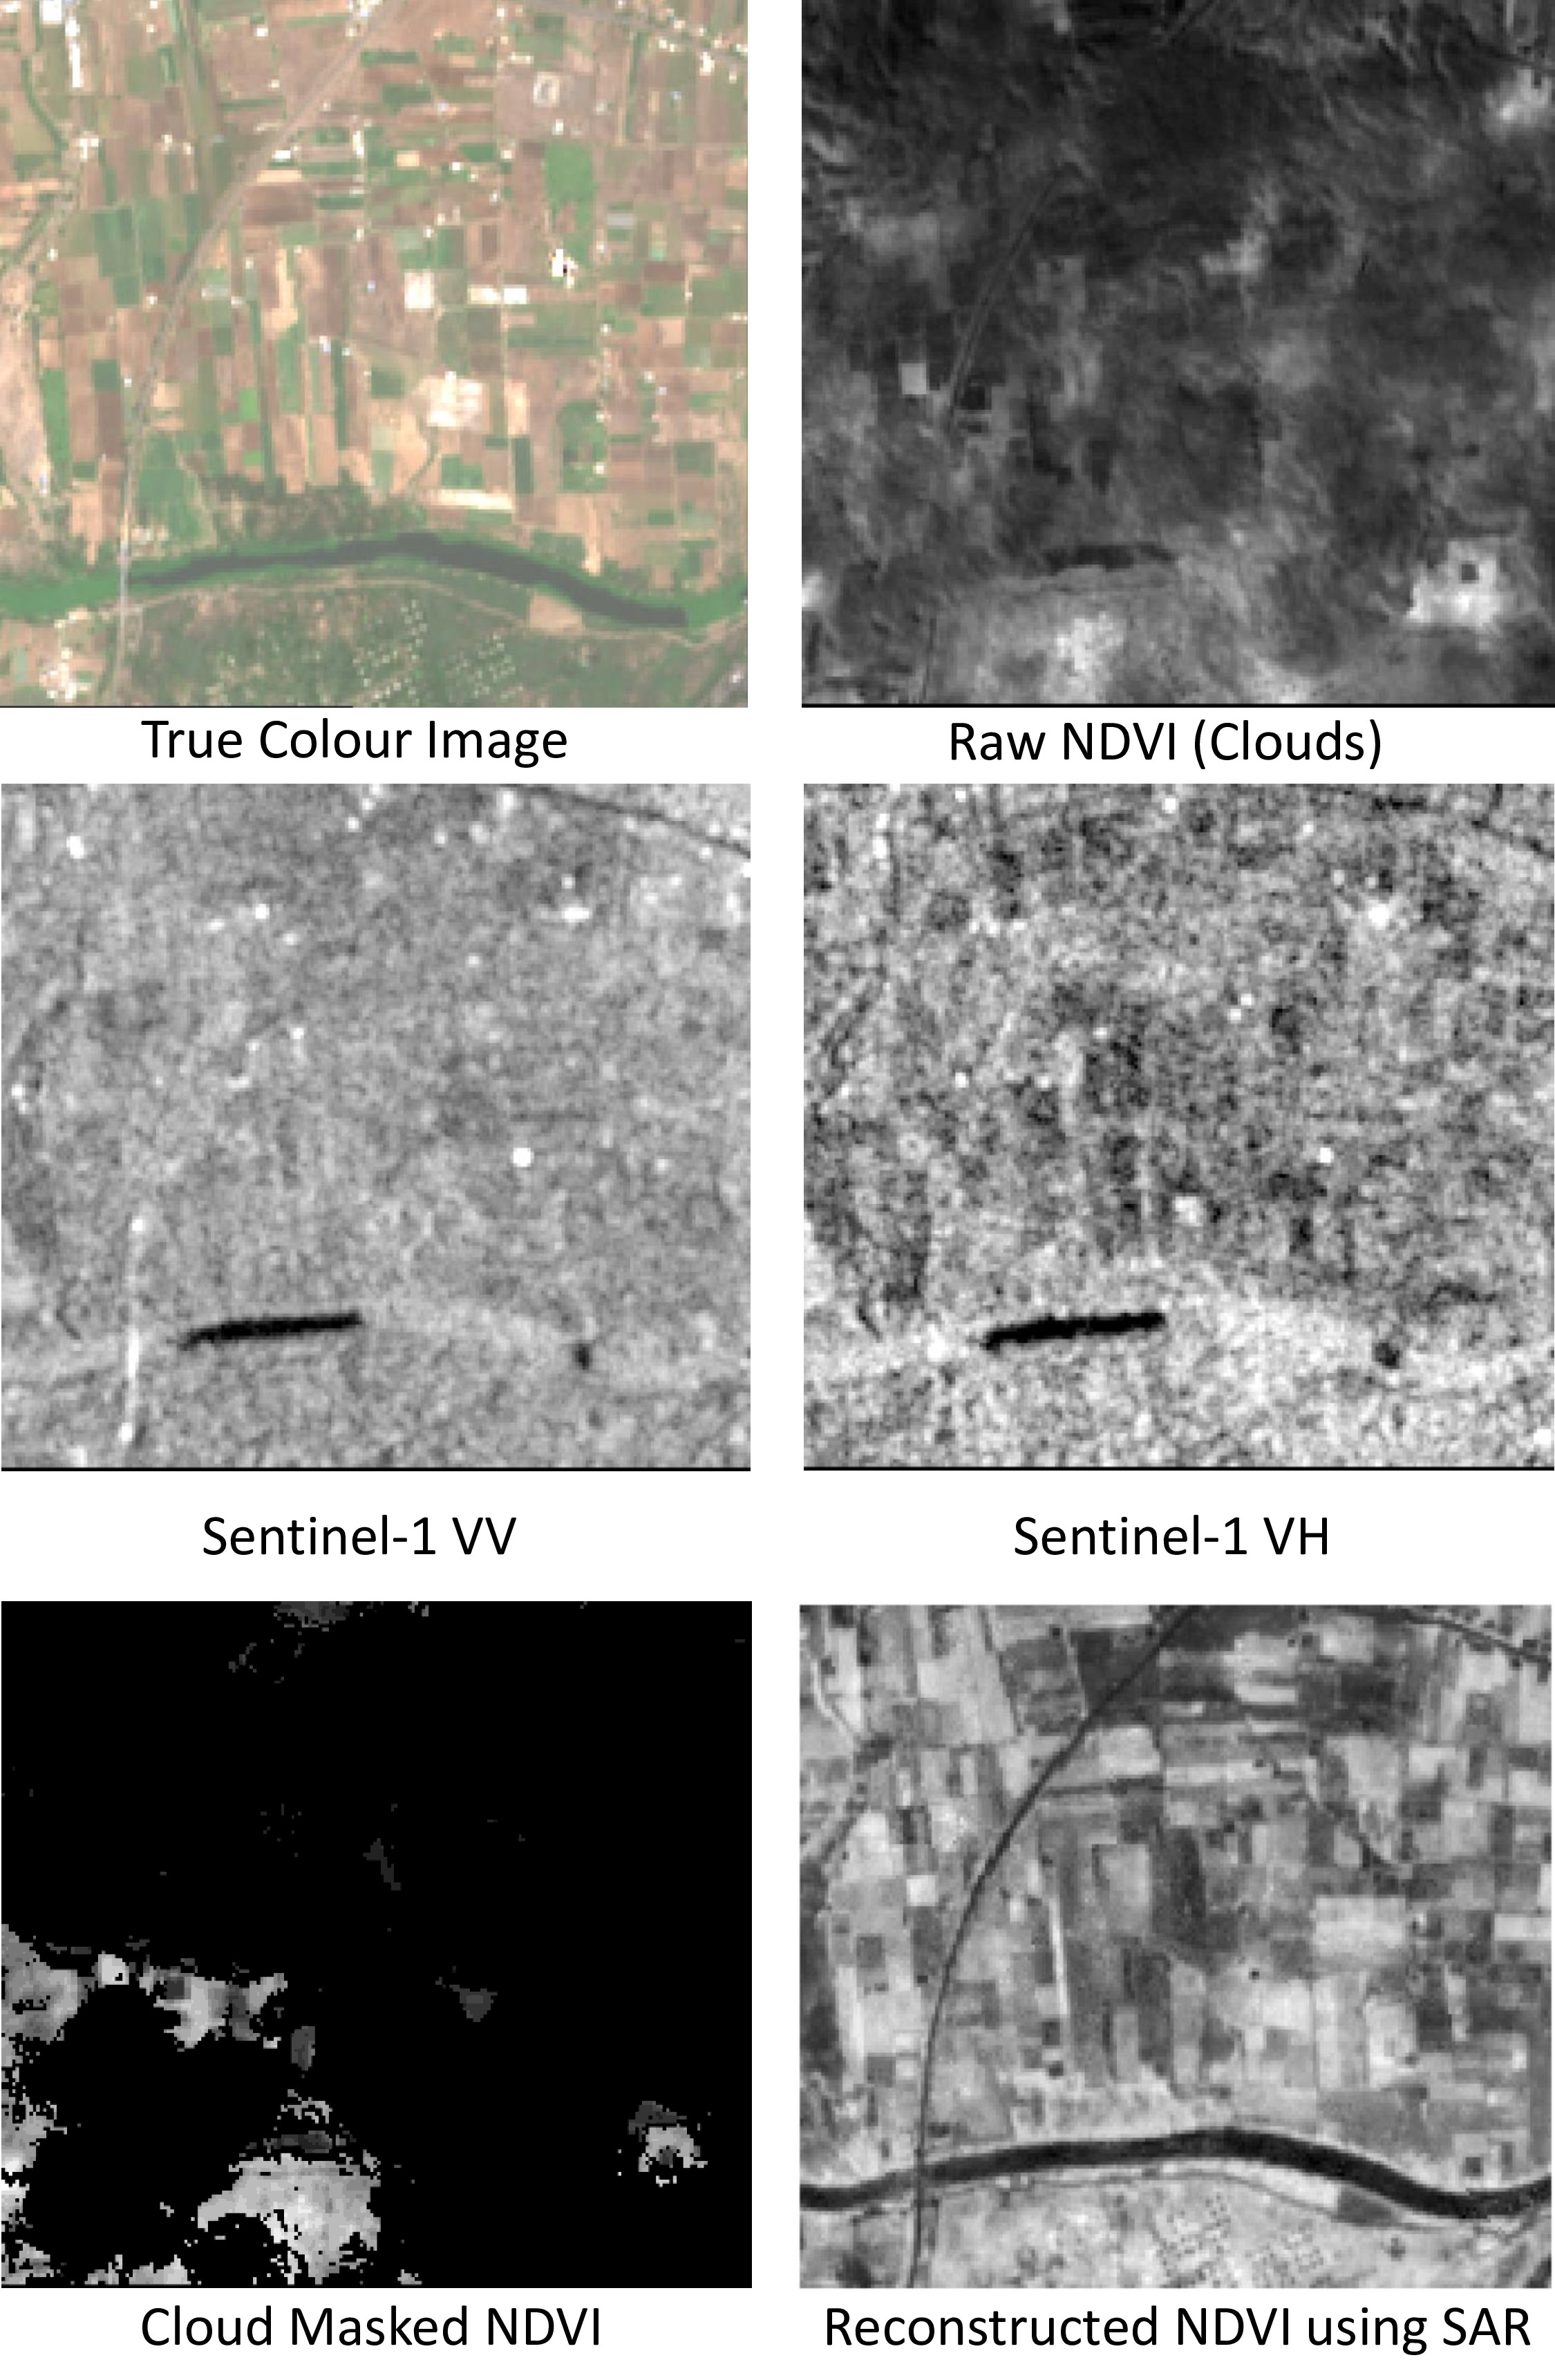 True Colour Image
Raw NDVI (Clouds)
Sentinel-1 VV
Sentinel-1 VH
Cloud Masked NDVI
Reconstructed NDVI using SAR